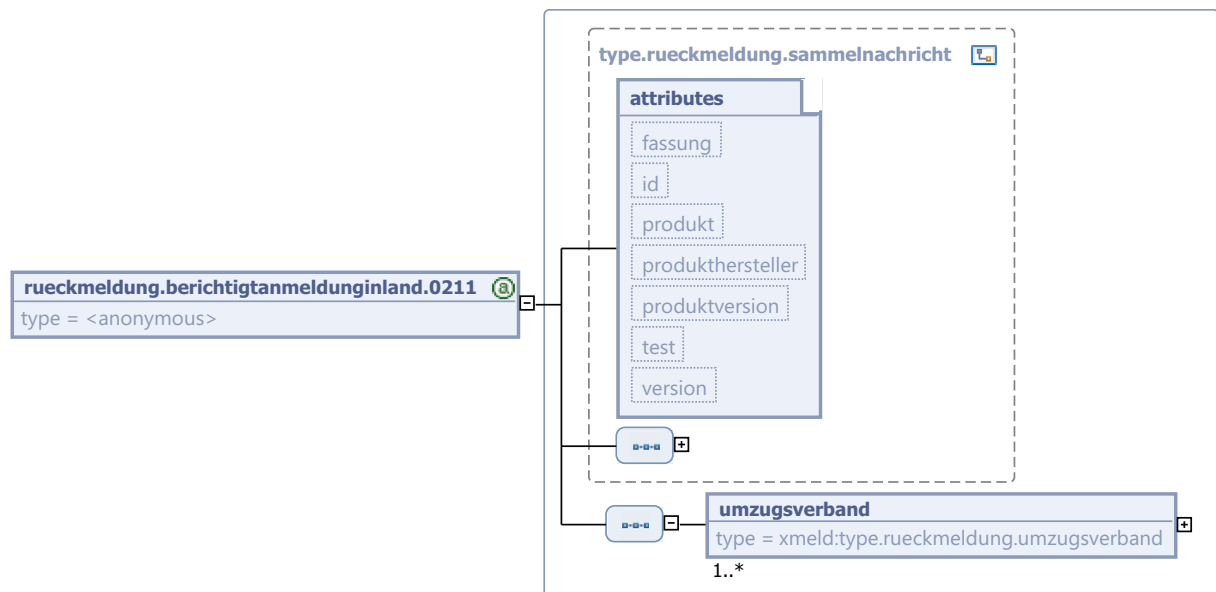 type.rueckmeldung.sammelnachricht
attributes
fassung
id
produkt
produkthersteller
produktversion
test
version
rueckmeldung.berichtigtanmeldunginland.0211 a
type = <anonymous>
umzugsverband
type = xmeld:type.rueckmeldung.umzugsverband
1..*